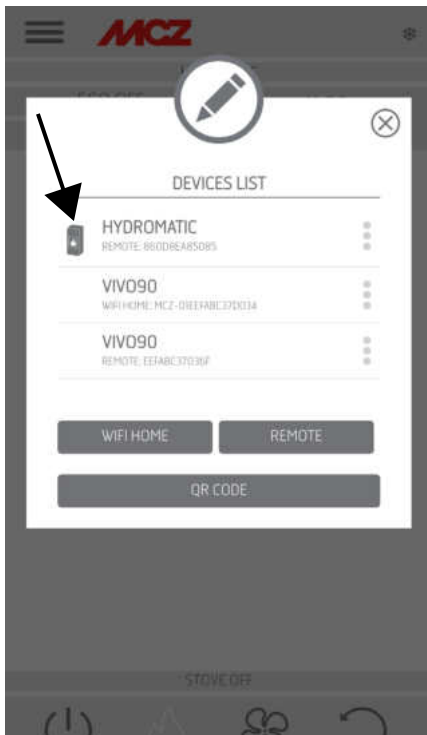 MCZ
DEVICES LIST
HYDROMATIC
REMOTE: 860D8EA85D85
VIVO90
WIFI HOME: MCZ-01EEFABC37D034
VIVO90
REMOTE: EEFABC37036F
WIFI HOME
REMOTE
QR CODE
STOVE OFF